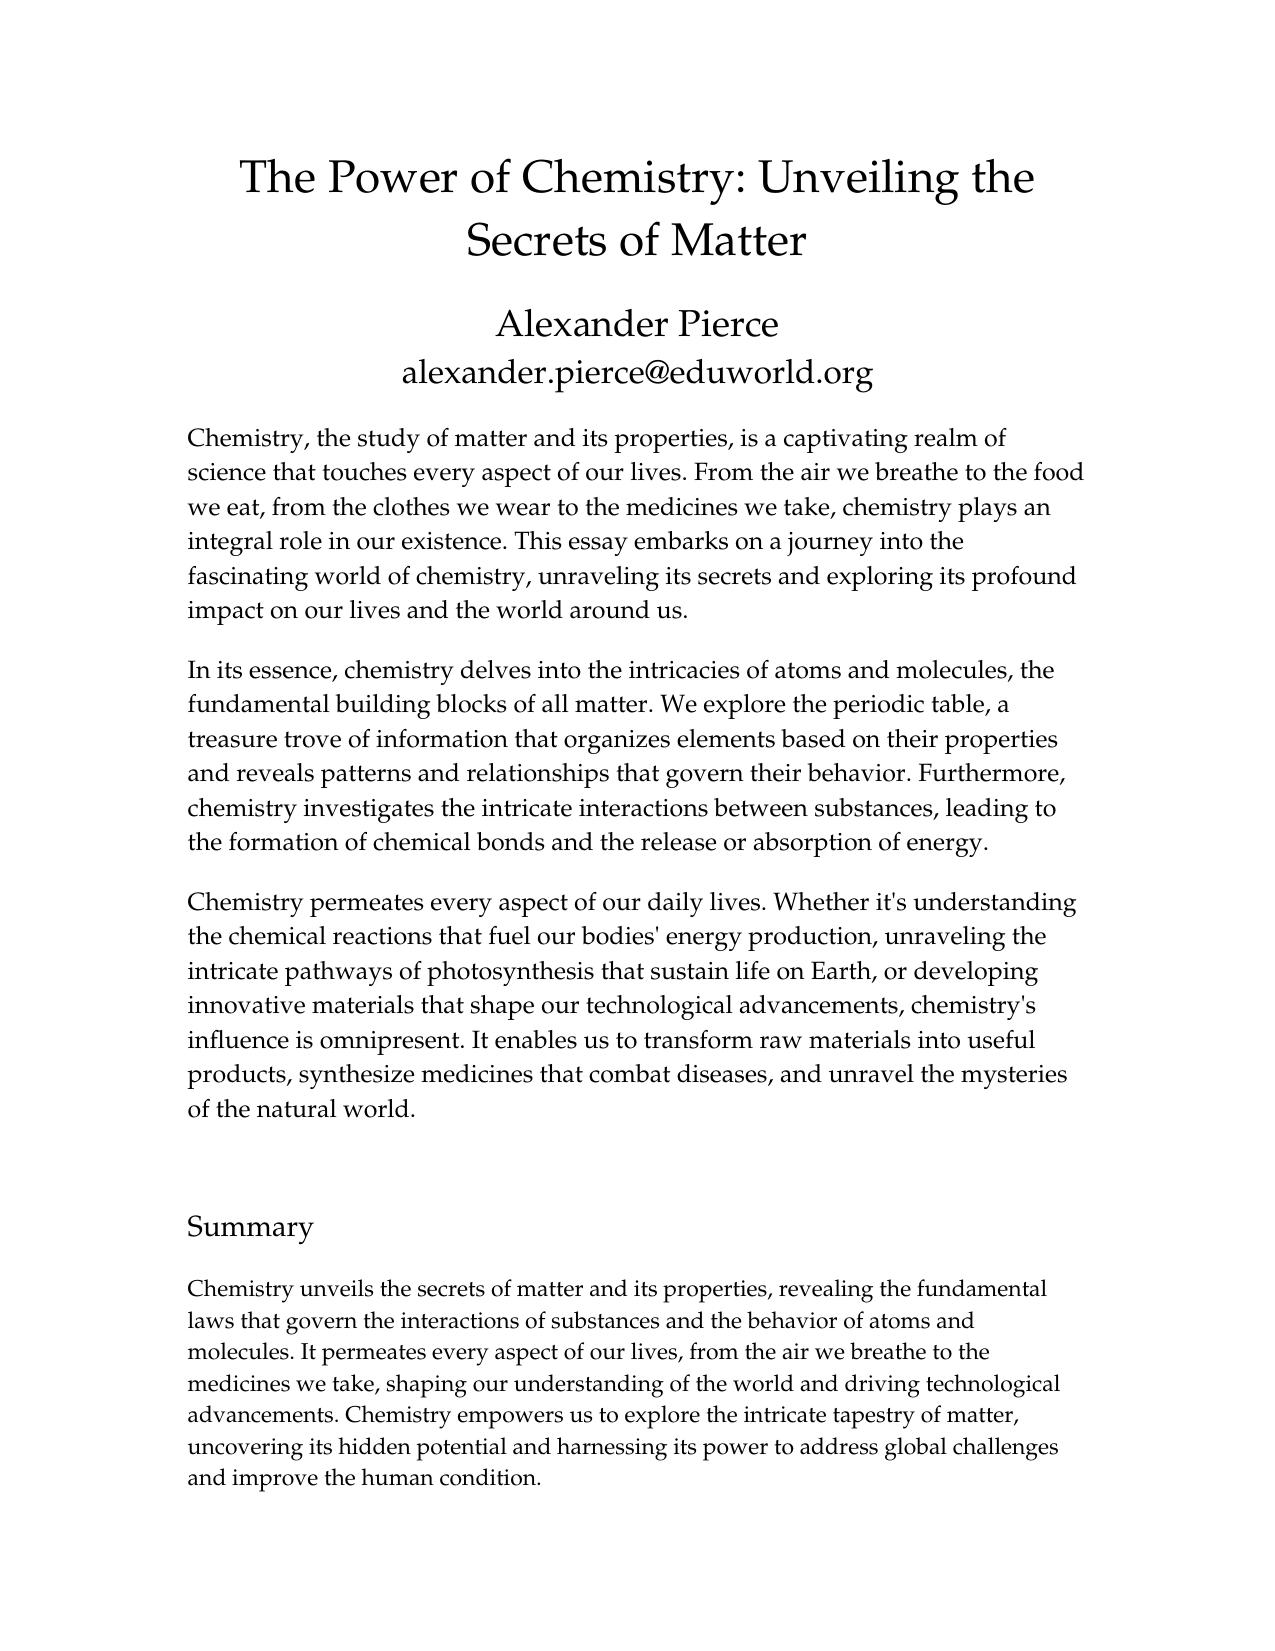 The Power of Chemistry: Unveiling the
Secrets of Matter
Alexander Pierce
alexander.pierce@eduworld.org
Chemistry, the study of matter and its properties, is a captivating realm of
science that touches every aspect of our lives. From the air we breathe to the food
we eat, from the clothes we wear to the medicines we take, chemistry plays an
integral role in our existence. This essay embarks on a journey into the
fascinating world of chemistry, unraveling its secrets and exploring its profound
impact on our lives and the world around us.
In its essence, chemistry delves into the intricacies of atoms and molecules, the
fundamental building blocks of all matter. We explore the periodic table, a
treasure trove of information that organizes elements based on their properties
and reveals patterns and relationships that govern their behavior. Furthermore,
chemistry investigates the intricate interactions between substances, leading to
the formation of chemical bonds and the release or absorption of energy.
Chemistry permeates every aspect of our daily lives. Whether it's understanding
the chemical reactions that fuel our bodies' energy production, unraveling the
intricate pathways of photosynthesis that sustain life on Earth, or developing
innovative materials that shape our technological advancements, chemistry's
influence is omnipresent. It enables us to transform raw materials into useful
products, synthesize medicines that combat diseases, and unravel the mysteries
of the natural world.
Summary
Chemistry unveils the secrets of matter and its properties, revealing the fundamental
laws that govern the interactions of substances and the behavior of atoms and
molecules. It permeates every aspect of our lives, from the air we breathe to the
medicines we take, shaping our understanding of the world and driving technological
advancements. Chemistry empowers us to explore the intricate tapestry of matter,
uncovering its hidden potential and harnessing its power to address global challenges
and improve the human condition.